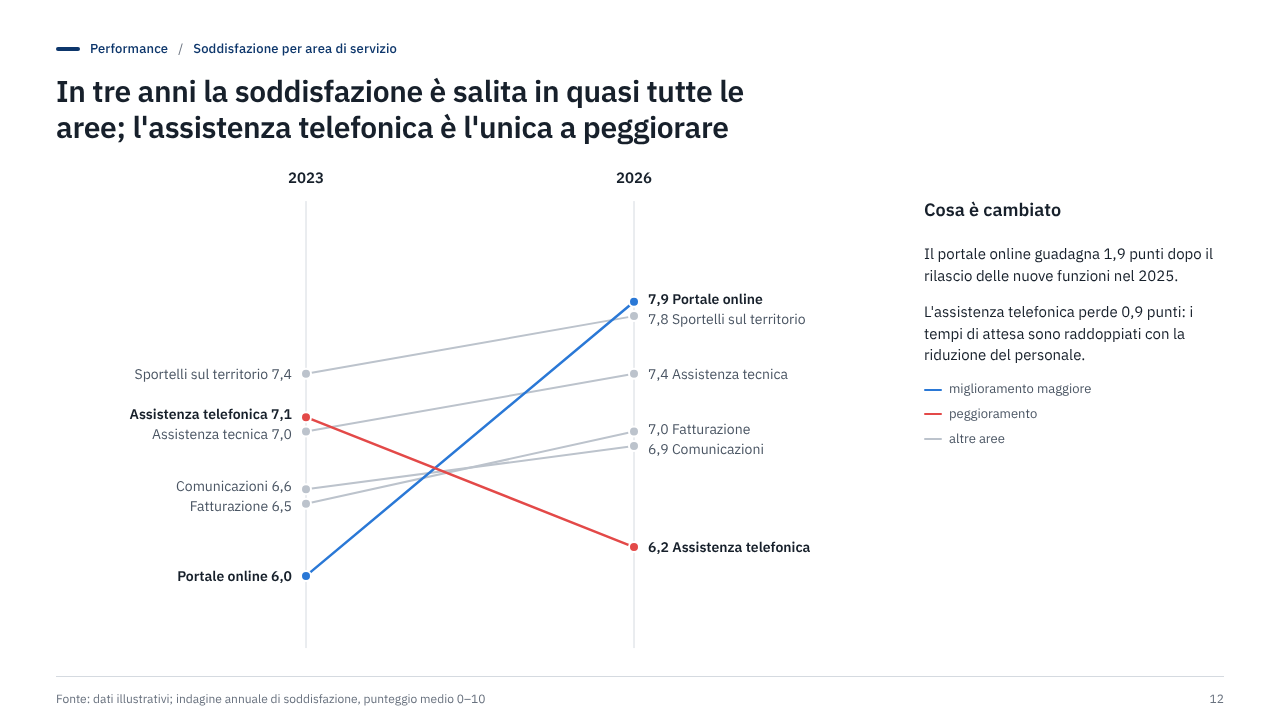 Performance / Soddisfazione per area di servizio
In tre anni la soddisfazione è salita in quasi tutte le
aree; l'assistenza telefonica è l'unica a peggiorare
2023
2026
Sportelli sul territorio 7,4
Assistenza telefonica 7,1
Assistenza tecnica 7,0
Comunicazioni 6,6
Fatturazione 6,5
Portale online 6,0
7,9 Portale online
7,8 Sportelli sul territorio
7,4 Assistenza tecnica
7,0 Fatturazione
6,9 Comunicazioni
6,2 Assistenza telefonica
Cosa è cambiato
Il portale online guadagna 1,9 punti dopo il
rilascio delle nuove funzioni nel 2025.
L'assistenza telefonica perde 0,9 punti: i
tempi di attesa sono raddoppiati con la
riduzione del personale.
miglioramento maggiore
peggioramento
altre aree
Fonte: dati illustrativi; indagine annuale di soddisfazione, punteggio medio 0–10
12